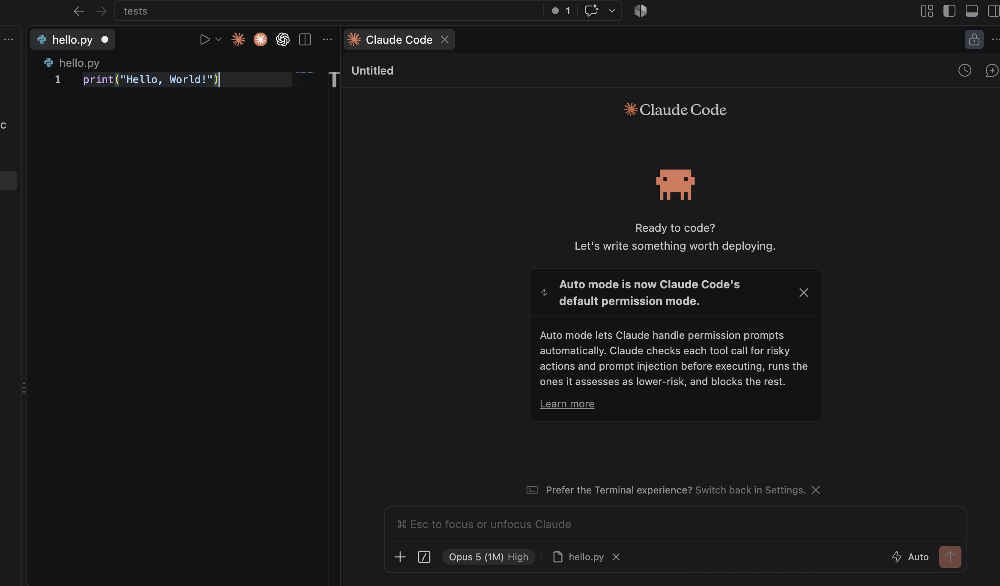 tests
1
hello.py
Claude Code
hello.py
Untitled
1 print("Hello, World!")
c
Claude Code
Ready to code?
Let's write something worth deploying.
Auto mode is now Claude Code's
default permission mode.
Auto mode lets Claude handle permission prompts
automatically. Claude checks each tool call for risky
actions and prompt injection before executing, runs the
ones it assesses as lower-risk, and blocks the rest.
Learn more
Prefer the Terminal experience? Switch back in Settings.
⌘ Esc to focus or unfocus Claude
Opus 5 (1M) High
hello.py
Auto